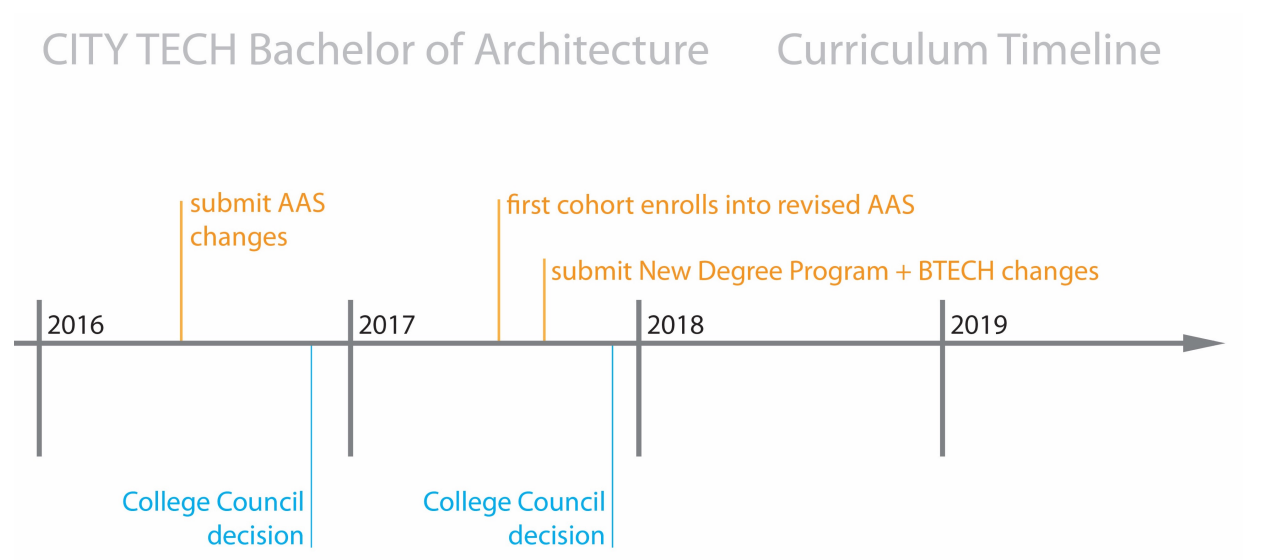 CITY TECH Bachelor of Architecture Curriculum Timeline
submit AAS
changes
first cohort enrolls into revised AAS
submit New Degree Program + BTECH changes
2016
2017
2018
2019
College Council
decision
College Council
decision